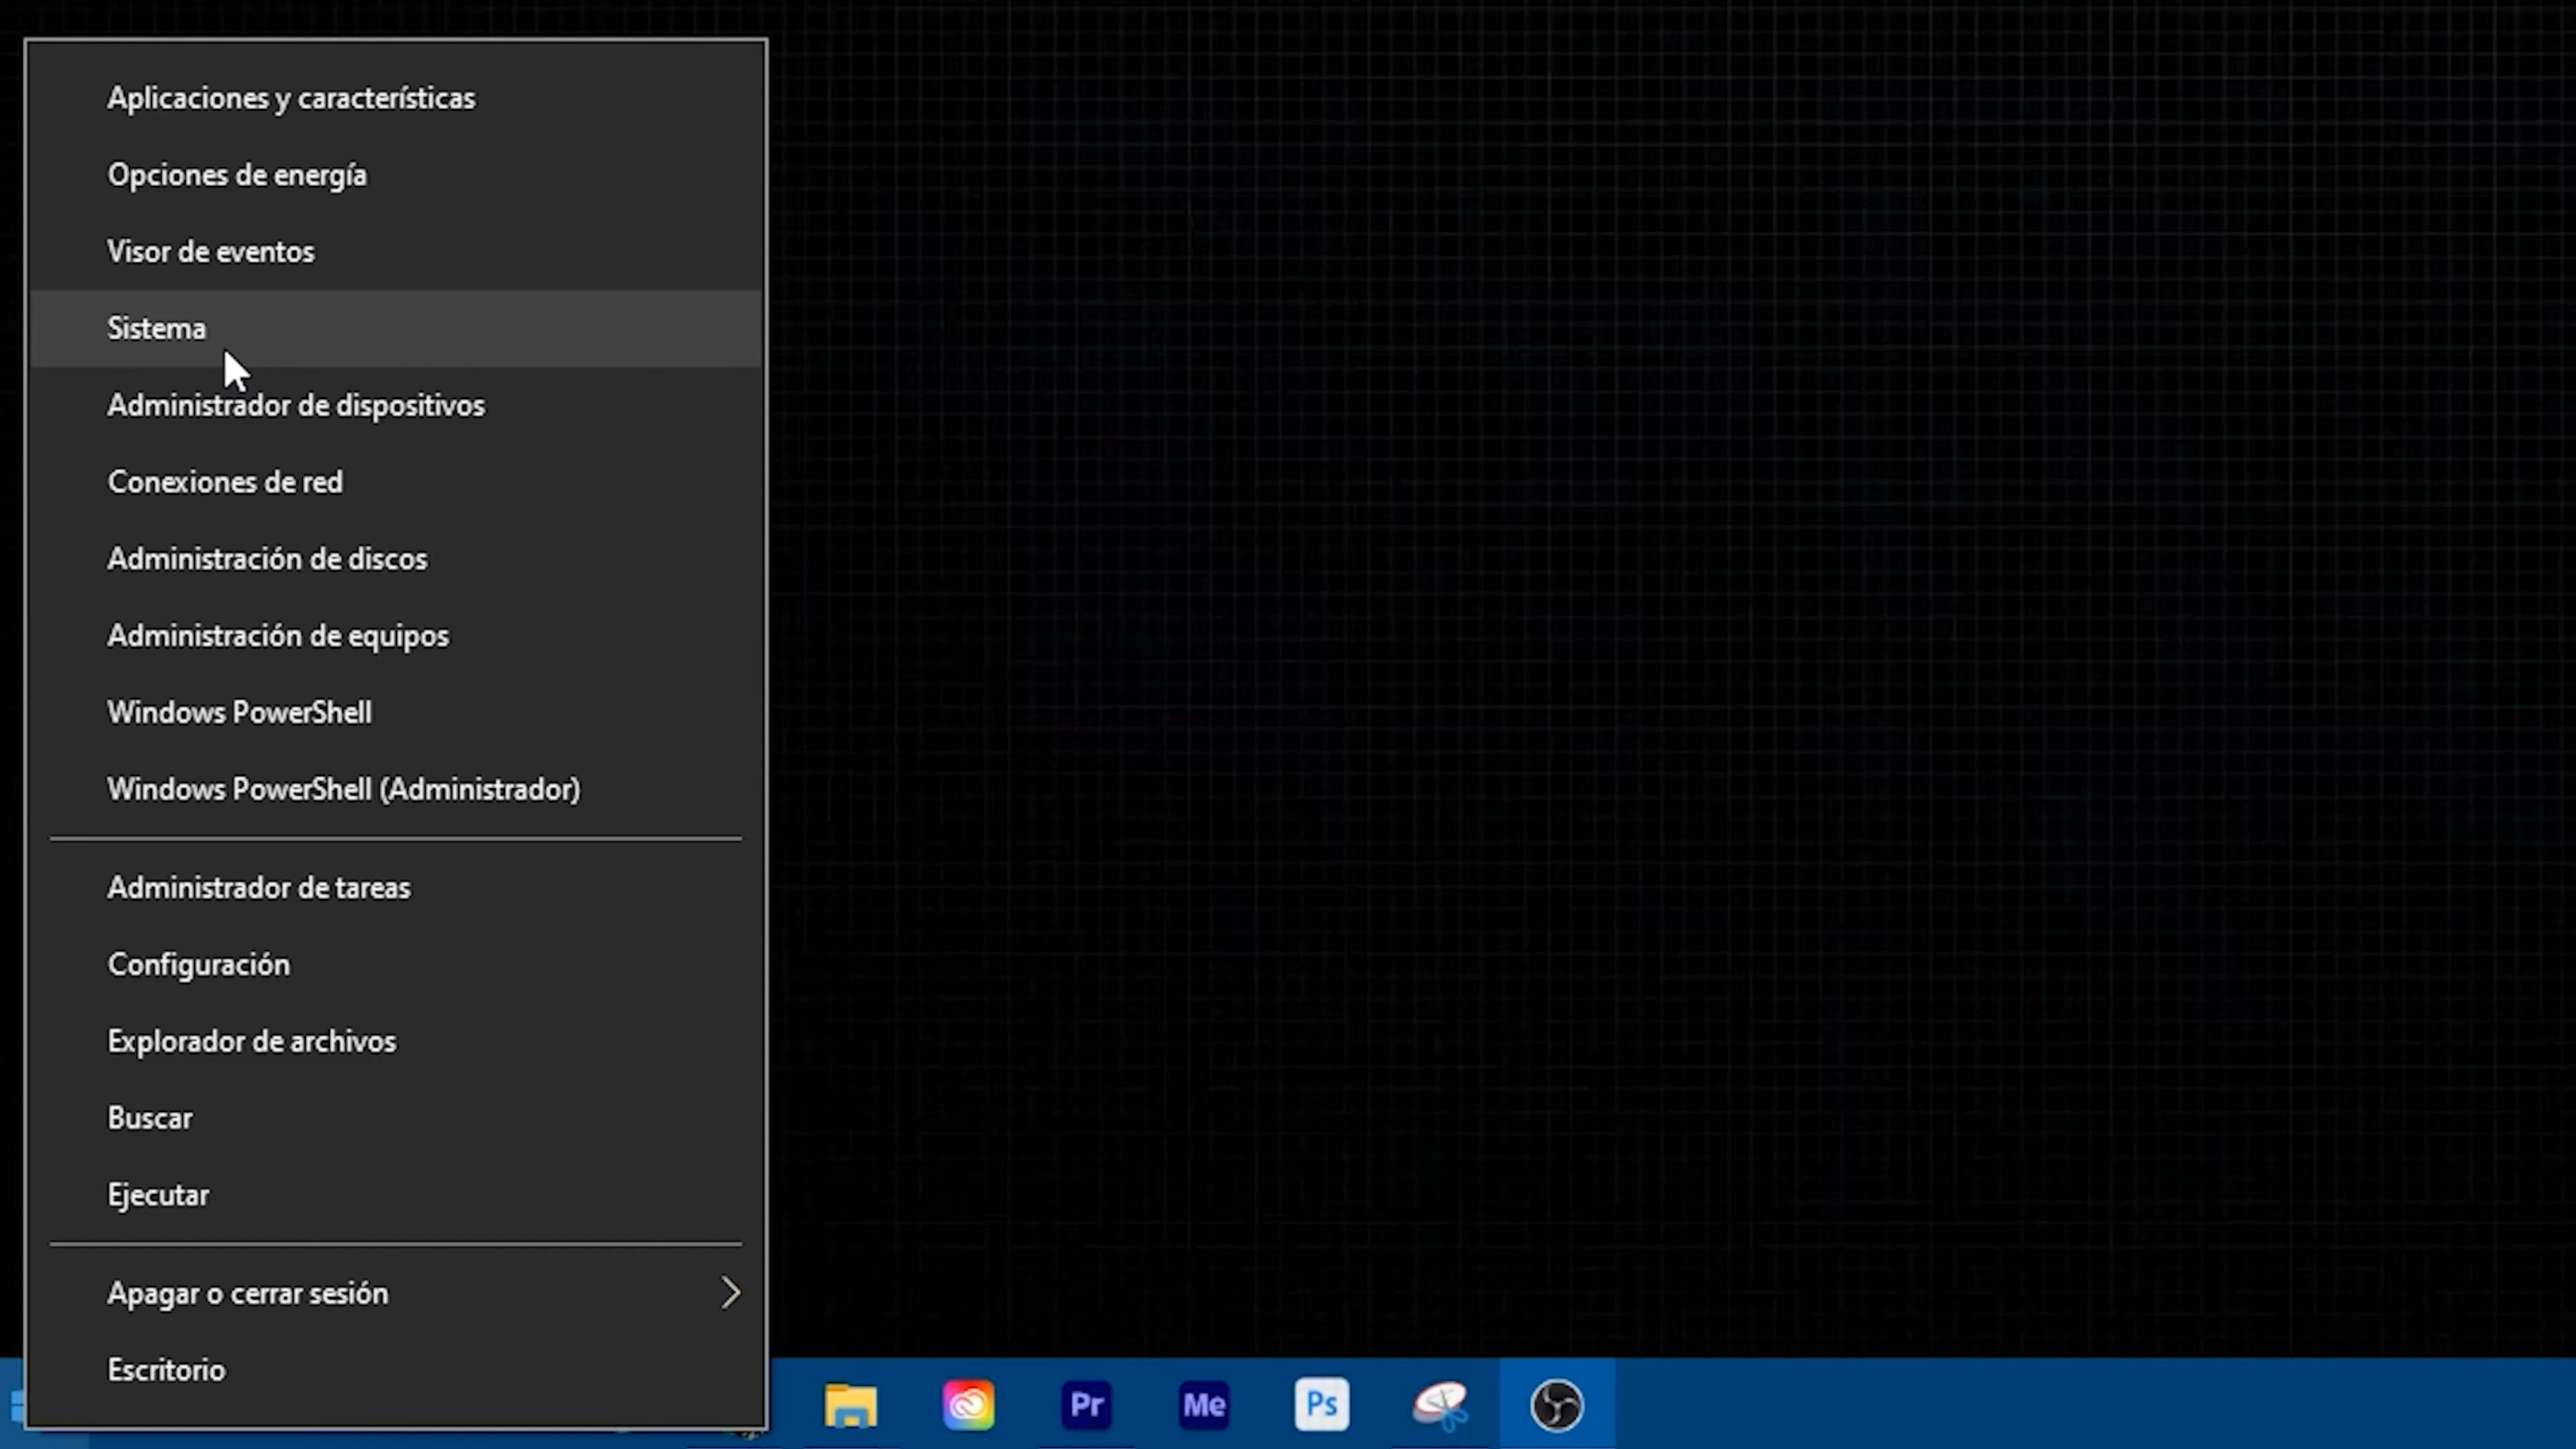 Aplicaciones y características
Opciones de energía
Visor de eventos
Sistema
Administrador de dispositivos
Conexiones de red
Administración de discos
Administración de equipos
Windows PowerShell
Windows PowerShell (Administrador)
Administrador de tareas
Configuración
Explorador de archivos
Buscar
Ejecutar
Apagar o cerrar sesión
Escritorio
Pr Me Ps